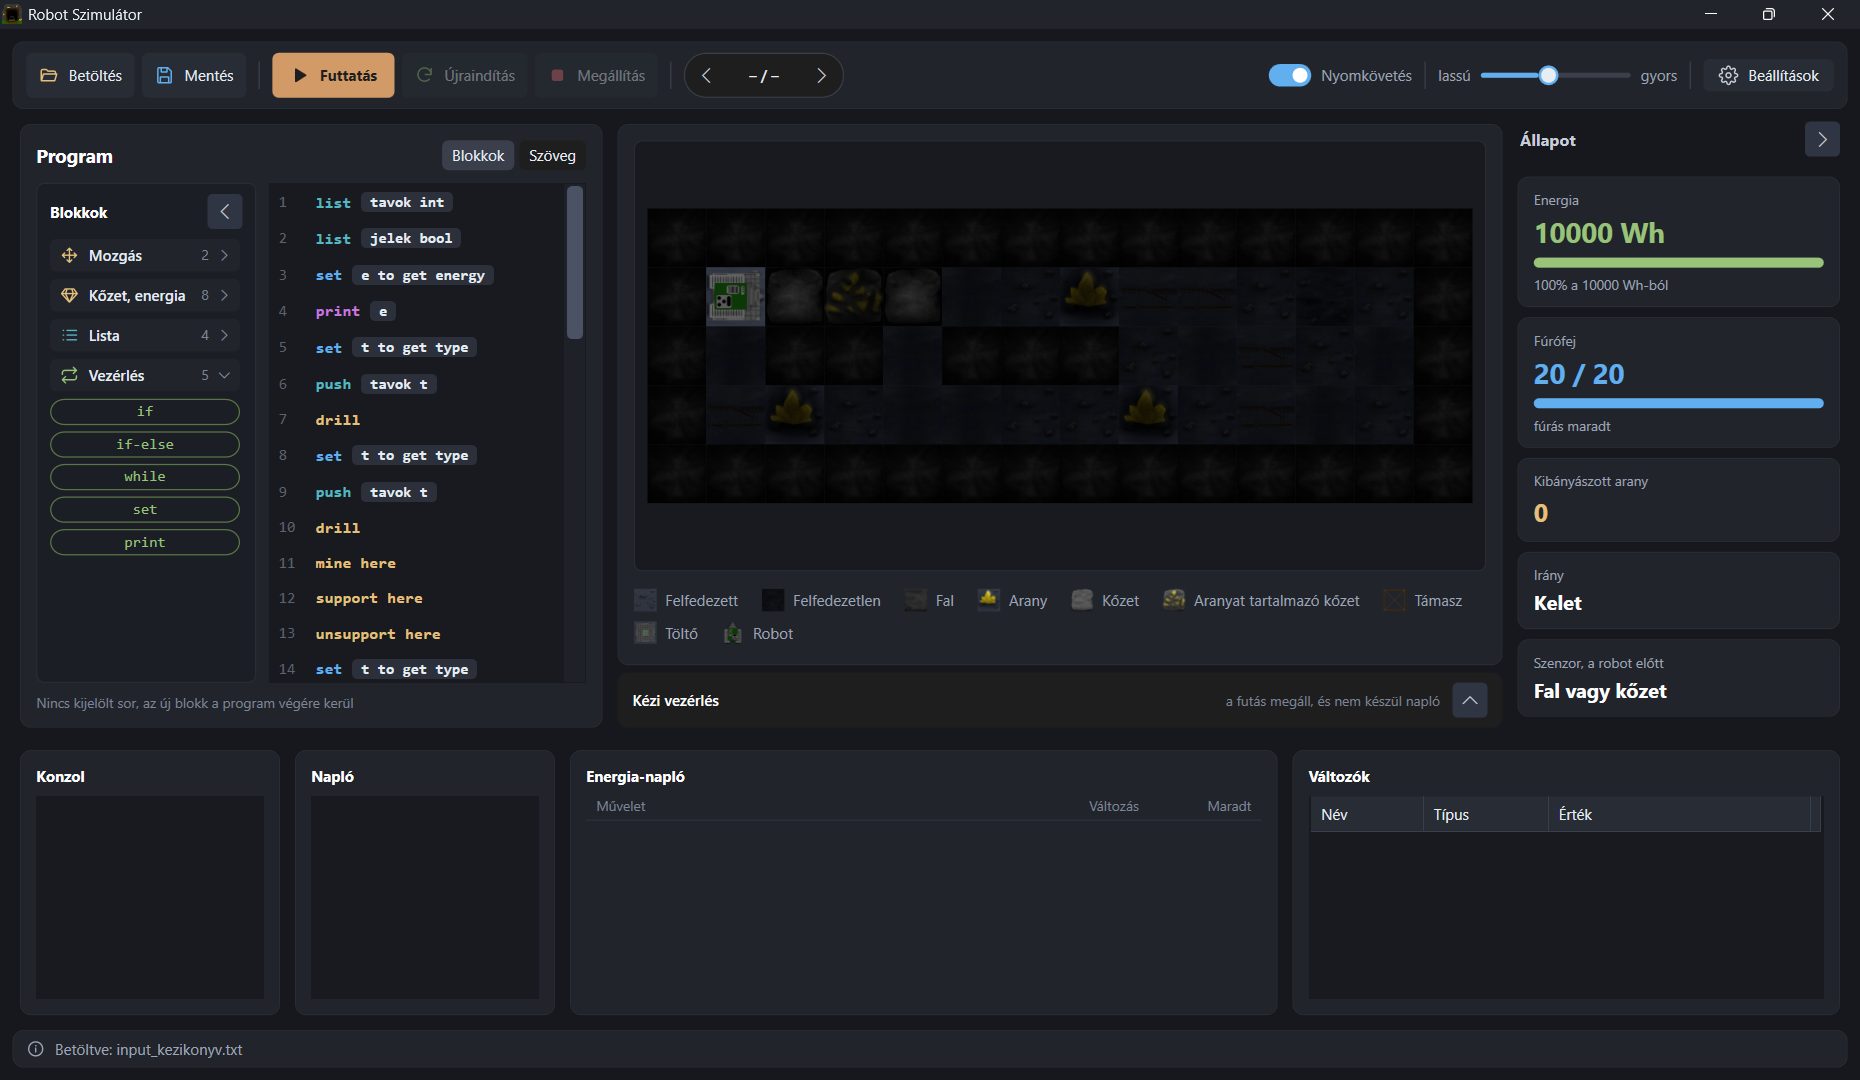 Robot Szimulátor
Betöltés
Mentés
Futtatás
Újraindítás
Megállítás
– / –
Nyomkövetés
lassú
gyors
Beállítások
Program
Blokkok
Szöveg
Blokkok
Mozgás 2
Kőzet, energia 8
Lista 4
Vezérlés 5
if
if-else
while
set
print
1 list tavok int
2 list jelek bool
3 set e to get energy
4 print e
5 set t to get type
6 push tavok t
7 drill
8 set t to get type
9 push tavok t
10 drill
11 mine here
12 support here
13 unsupport here
14 set t to get type
Nincs kijelölt sor, az új blokk a program végére kerül
Felfedezett
Felfedezetlen
Fal
Arany
Kőzet
Aranyat tartalmazó kőzet
Támasz
Töltő
Robot
Kézi vezérlés
a futás megáll, és nem készül napló
Állapot
Energia
10000 Wh
100% a 10000 Wh-ból
Fúrófej
20 / 20
fúrás maradt
Kibányászott arany
0
Irány
Kelet
Szenzor, a robot előtt
Fal vagy kőzet
Konzol
Napló
Energia-napló
Művelet
Változás
Maradt
Változók
Név
Típus
Érték
Betöltve: input_kezikonyv.txt